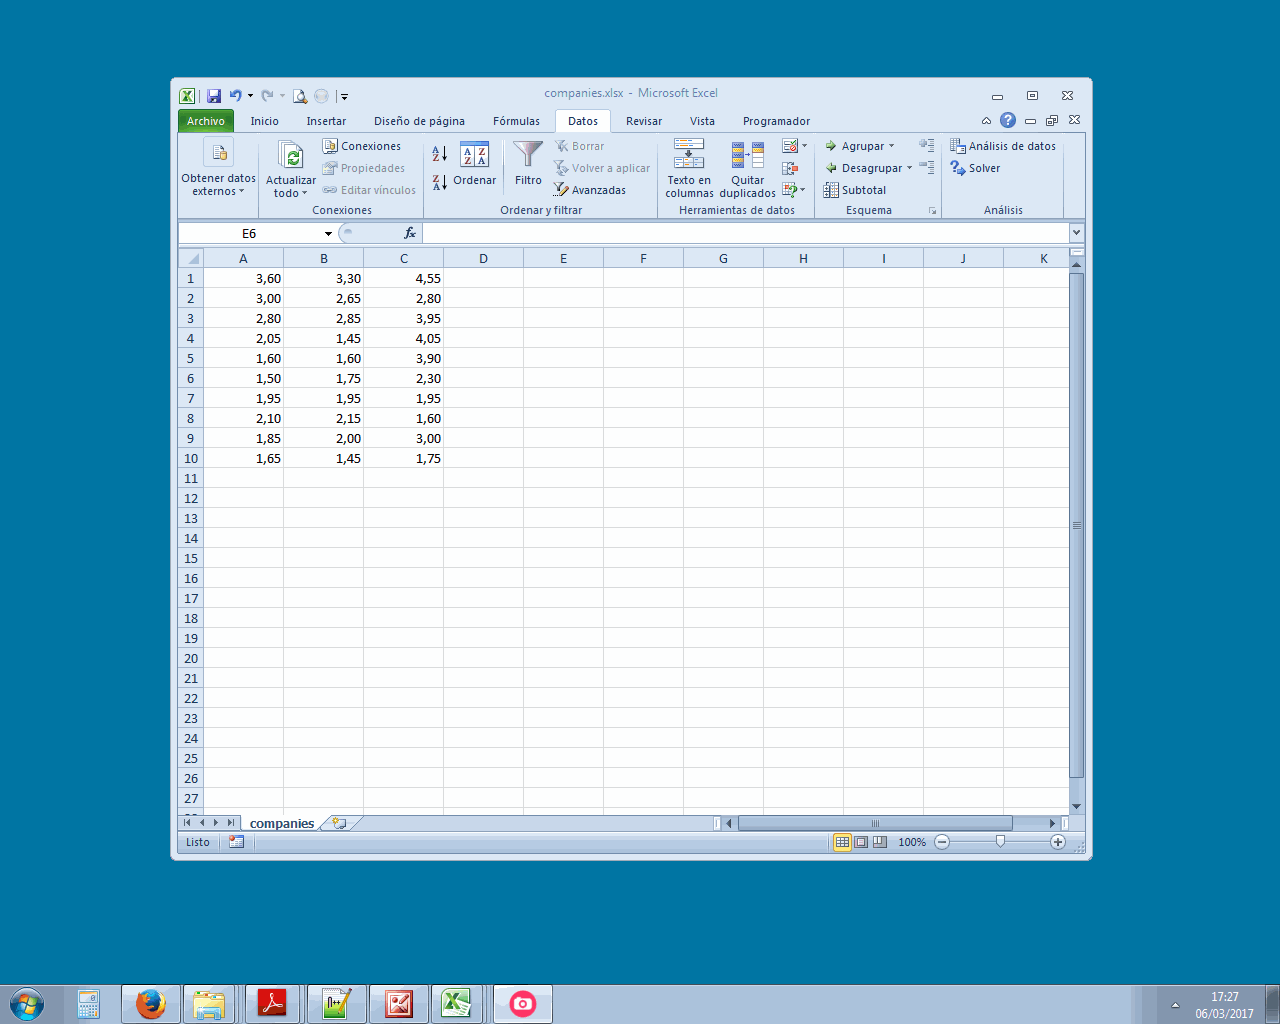 companies.xlsx - Microsoft Excel
Archivo Inicio Insertar Diseño de página Fórmulas Datos Revisar Vista Programador
Obtener datos externos
Actualizar todo
Conexiones
Propiedades
Editar vínculos
Conexiones
Ordenar
Filtro
Borrar
Volver a aplicar
Avanzadas
Ordenar y filtrar
Texto en columnas
Quitar duplicados
Herramientas de datos
Agrupar
Desagrupar
Subtotal
Esquema
Análisis de datos
Solver
Análisis
E6 fx
A B C D E F G H I J K
1 3,60 3,30 4,55
2 3,00 2,65 2,80
3 2,80 2,85 3,95
4 2,05 1,45 4,05
5 1,60 1,60 3,90
6 1,50 1,75 2,30
7 1,95 1,95 1,95
8 2,10 2,15 1,60
9 1,85 2,00 3,00
10 1,65 1,45 1,75
11
12
13
14
15
16
17
18
19
20
21
22
23
24
25
26
27
companies
Listo 100%
17:27
06/03/2017